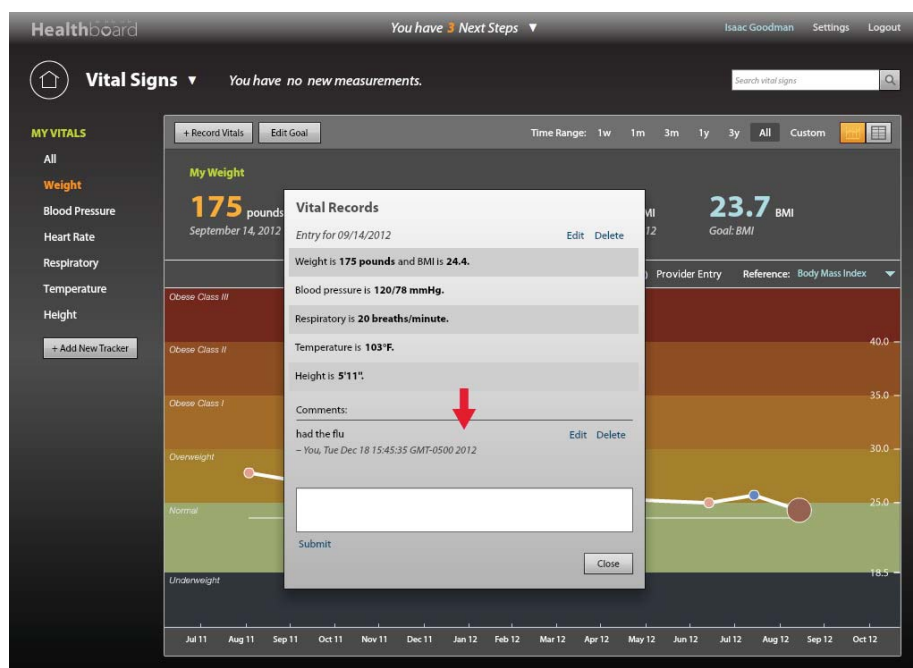 Healthboard
You have 3 Next Steps ▼
Isaac Goodman Settings Logout
Vital Signs ▼
You have no new measurements.
Search vital signs
MY VITALS
All
Weight
Blood Pressure
Heart Rate
Respiratory
Temperature
Height
+ Add New Tracker
+ Record Vitals Edit Goal
Time Range: 1w 1m 3m 1y 3y All Custom
My Weight
175 pounds
September 14, 2012
MI
12
23.7 BMI
Goal: BMI
Provider Entry Reference: Body Mass Index
Vital Records
Entry for 09/14/2012 Edit Delete
Weight is 175 pounds and BMI is 24.4.
Blood pressure is 120/78 mmHg.
Respiratory is 20 breaths/minute.
Temperature is 103°F.
Height is 5'11".
Comments:
had the flu Edit Delete
– You, Tue Dec 18 15:45:35 GMT-0500 2012
Submit
Close
Obese Class III
40.0
Obese Class II
35.0
Obese Class I
30.0
Overweight
25.0
Normal
18.5
Underweight
Jul 11 Aug 11 Sep 11 Oct 11 Nov 11 Dec 11 Jan 12 Feb 12 Mar 12 Apr 12 May 12 Jun 12 Jul 12 Aug 12 Sep 12 Oct 12